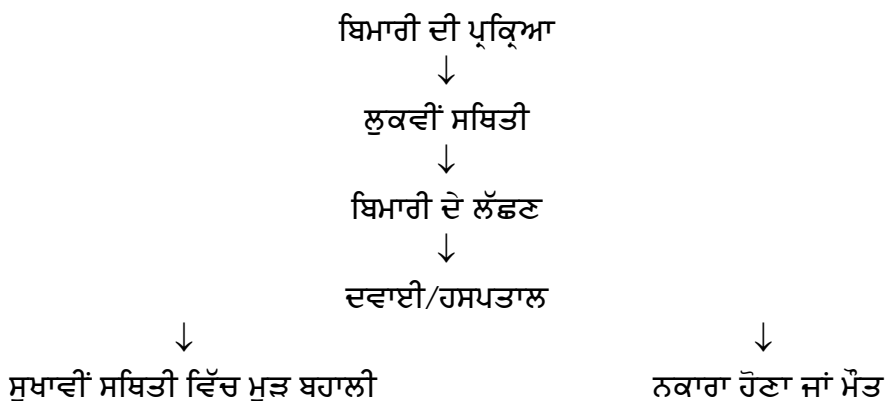 ਬਿਮਾਰੀ ਦੀ ਪ੍ਰਕ੍ਰਿਆ
↓
ਲੁਕਵੀਂ ਸਥਿਤੀ
↓
ਬਿਮਾਰੀ ਦੇ ਲੱਛਣ
↓
ਦਵਾਈ/ਹਸਪਤਾਲ
↓ ↓
ਸੁਖਾਵੀਂ ਸਥਿਤੀ ਵਿੱਚ ਮੁੜ ਬਹਾਲੀ ਨਕਾਰਾ ਹੋਣਾ ਜਾਂ ਮੌਤ